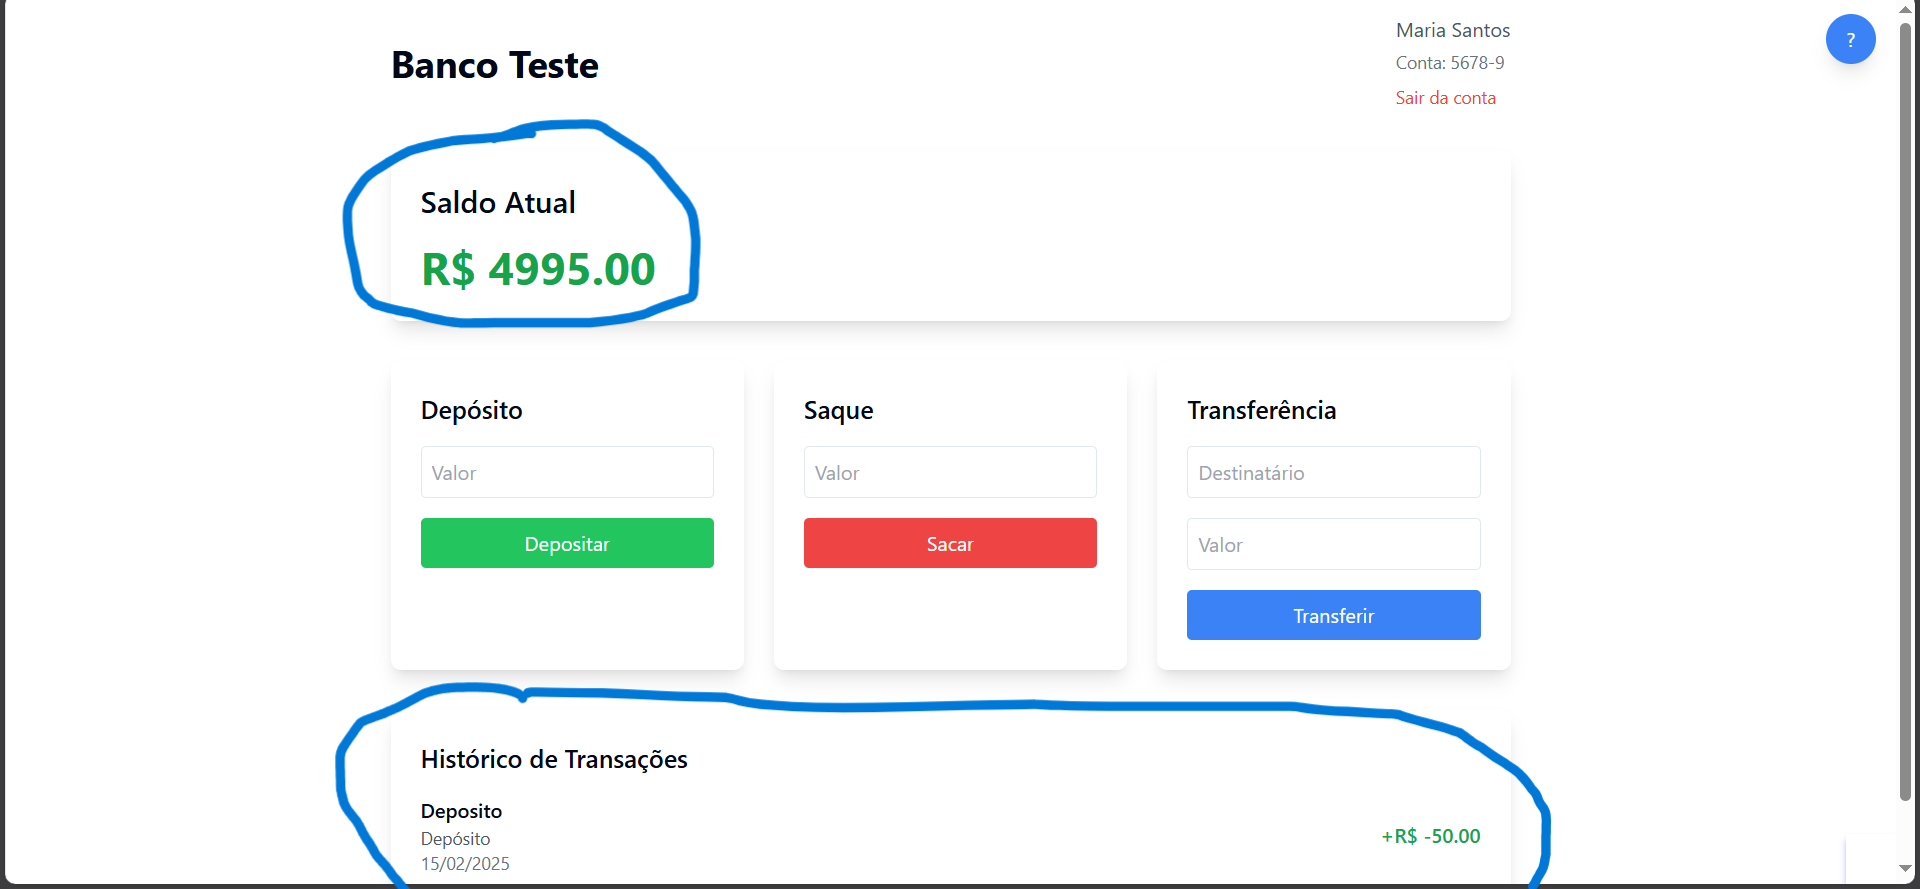 Banco Teste
Maria Santos
Conta: 5678-9
Sair da conta
?
Saldo Atual
R$ 4995.00
Depósito
Valor
Depositar
Saque
Valor
Sacar
Transferência
Destinatário
Valor
Transferir
Histórico de Transações
Deposito
Depósito
15/02/2025
+R$ -50.00